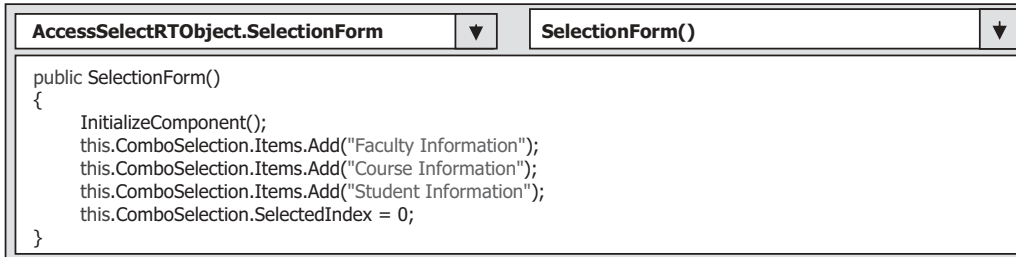 AccessSelectRTObject.SelectionForm SelectionForm()
public SelectionForm()
{
InitializeComponent();
this.ComboSelection.Items.Add("Faculty Information");
this.ComboSelection.Items.Add("Course Information");
this.ComboSelection.Items.Add("Student Information");
this.ComboSelection.SelectedIndex = 0;
}